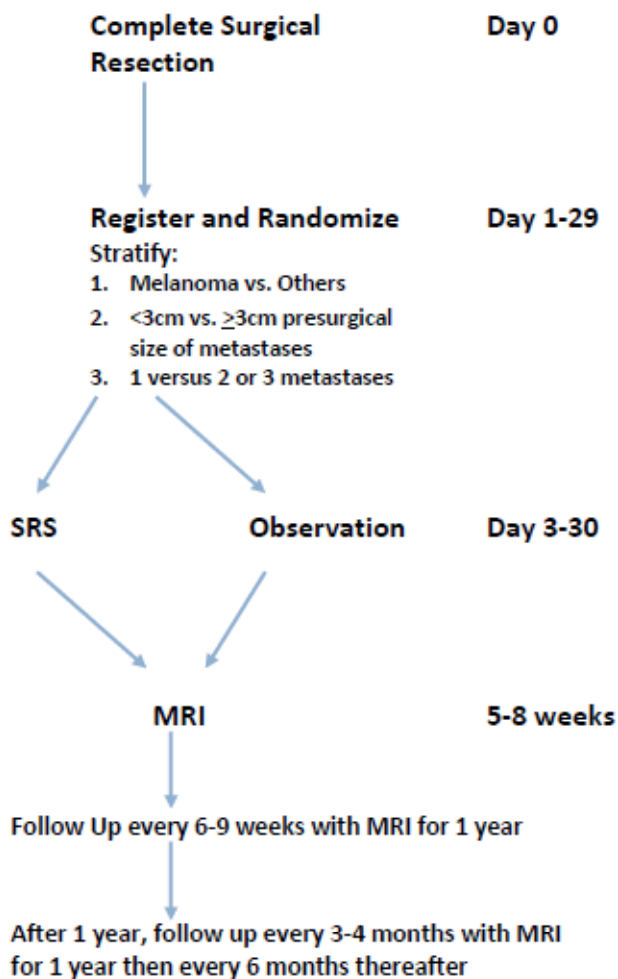 Complete Surgical Day 0
Resection
Register and Randomize Day 1-29
Stratify:
1. Melanoma vs. Others
2. <3cm vs. ≥3cm presurgical
size of metastases
3. 1 versus 2 or 3 metastases
SRS Observation Day 3-30
MRI 5-8 weeks
Follow Up every 6-9 weeks with MRI for 1 year
After 1 year, follow up every 3-4 months with MRI
for 1 year then every 6 months thereafter